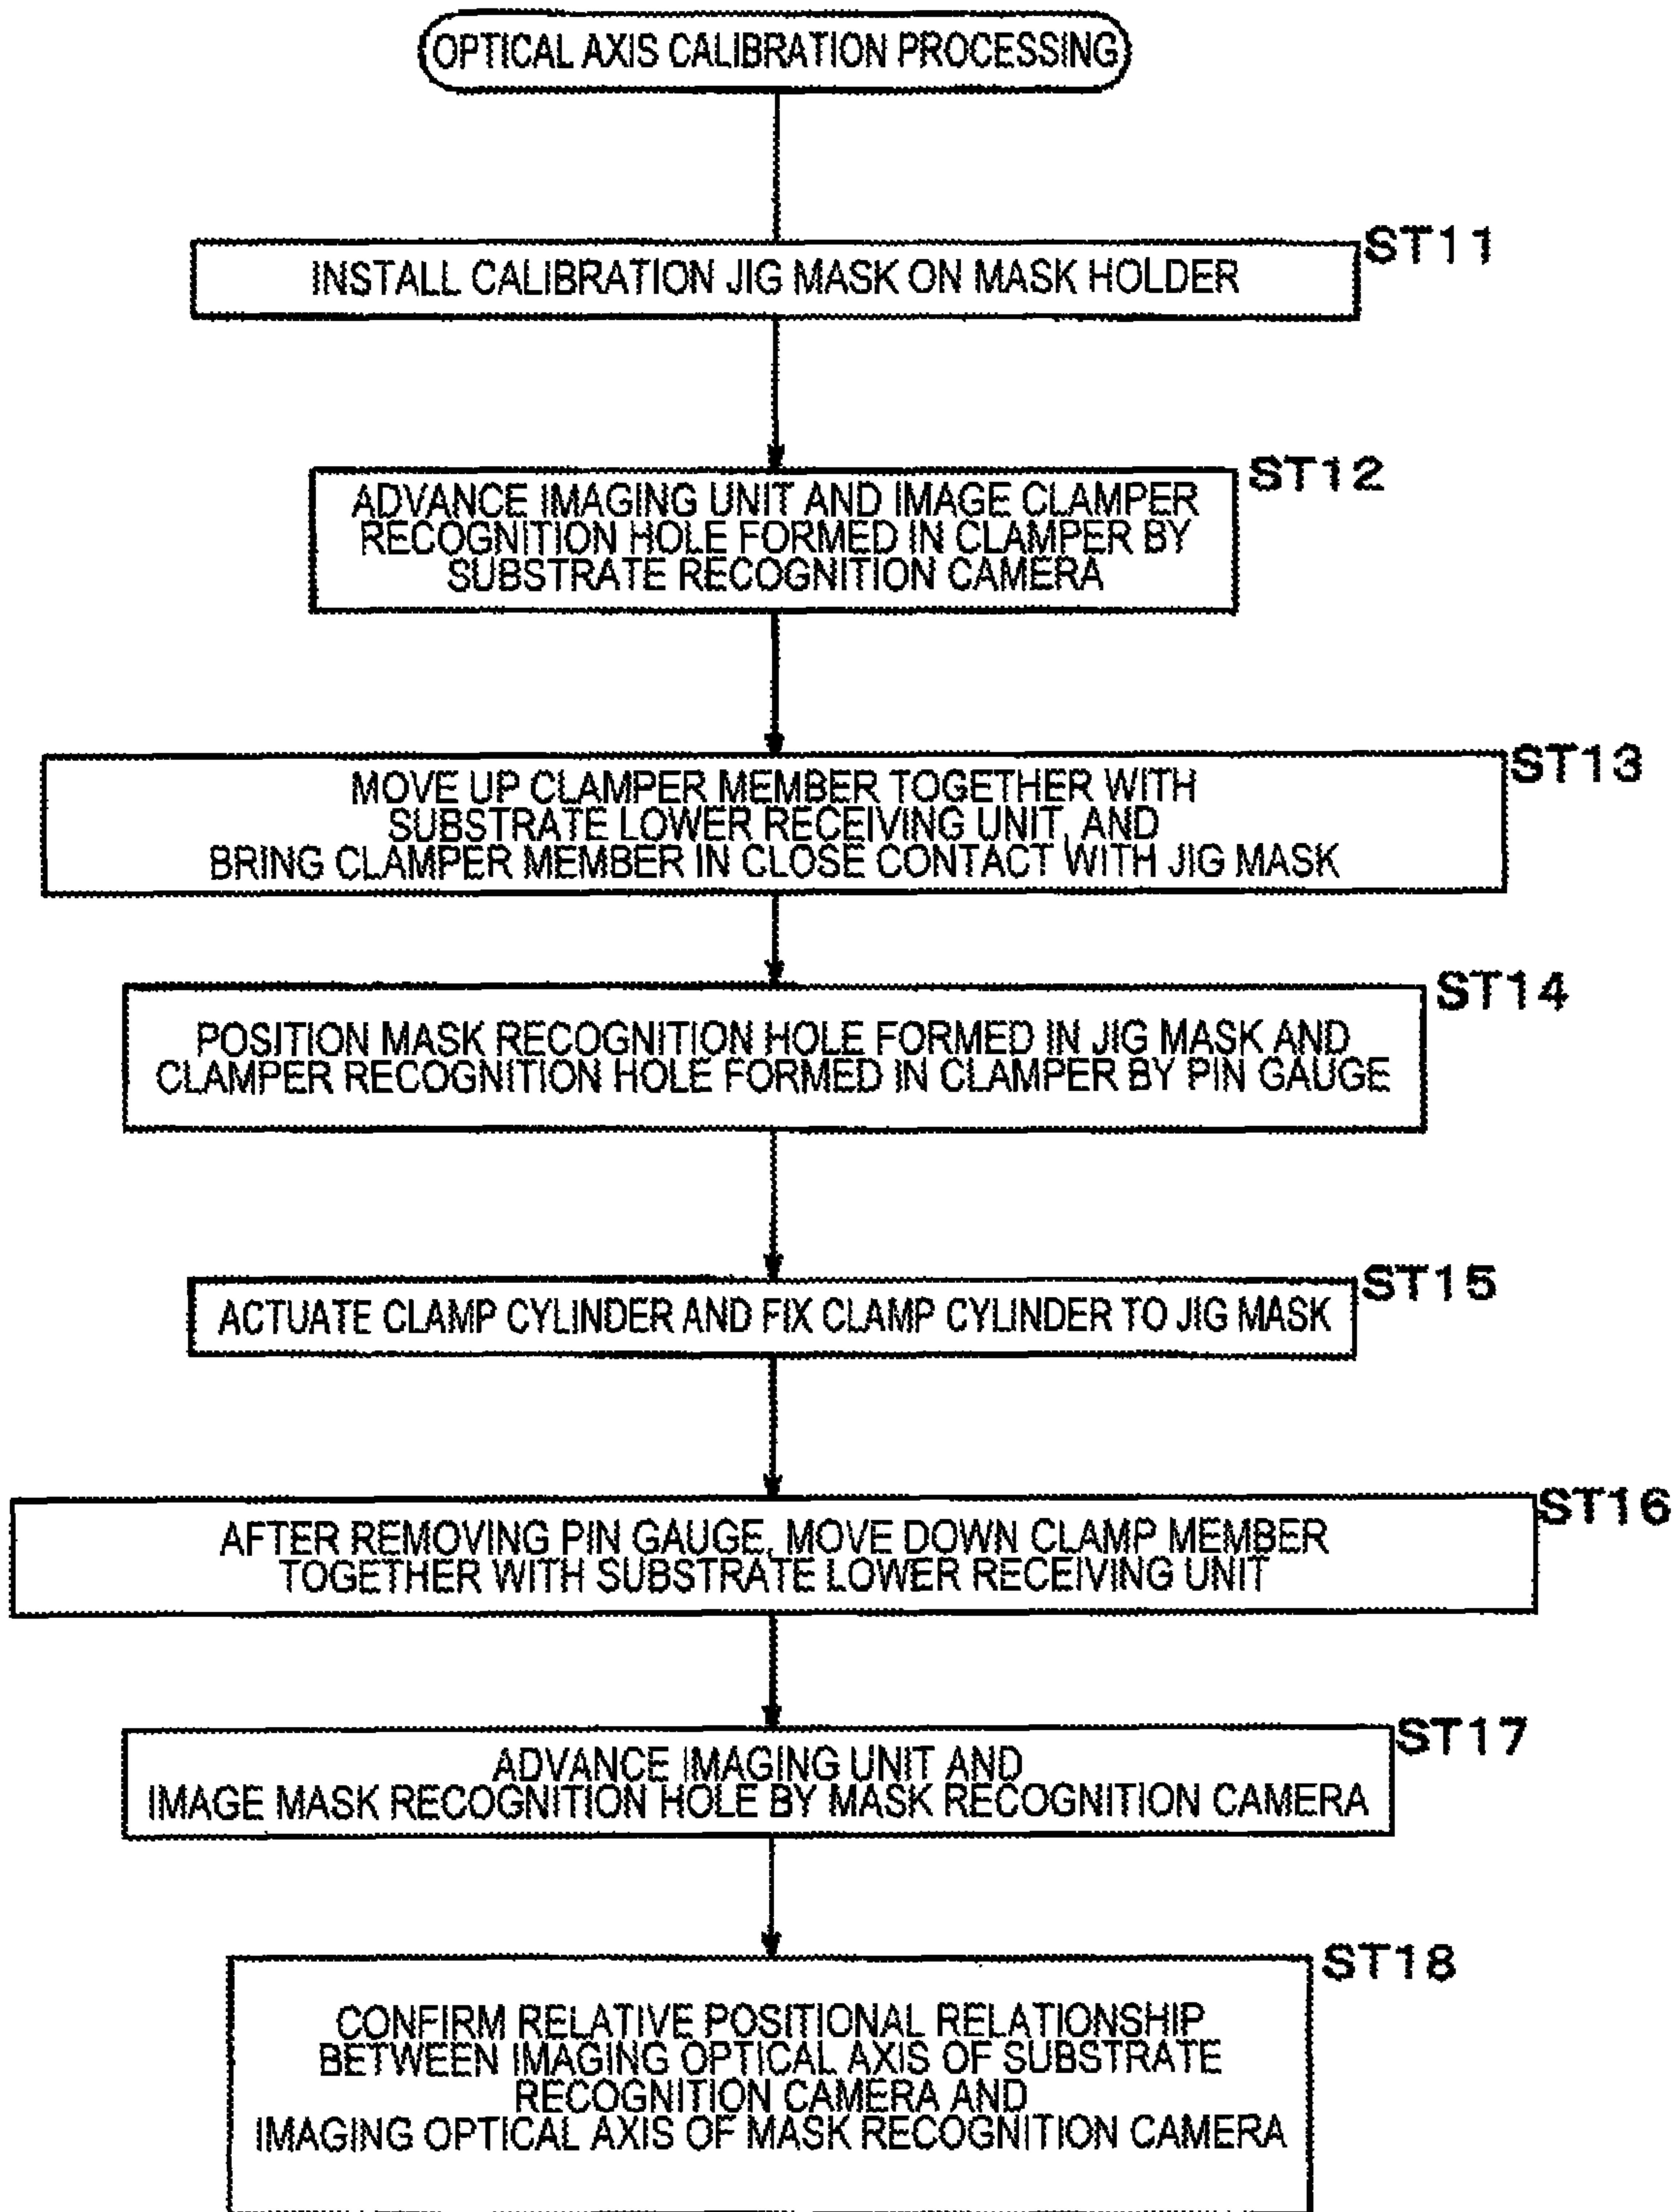 OPTICAL AXIS CALIBRATION PROCESSING
ST11
INSTALL CALIBRATION JIG MASK ON MASK HOLDER
ST12
ADVANCE IMAGING UNIT AND IMAGE CLAMPER
RECOGNITION HOLE FORMED IN CLAMPER BY
SUBSTRATE RECOGNITION CAMERA
ST13
MOVE UP CLAMPER MEMBER TOGETHER WITH
SUBSTRATE LOWER RECEIVING UNIT, AND
BRING CLAMPER MEMBER IN CLOSE CONTACT WITH JIG MASK
ST14
POSITION MASK RECOGNITION HOLE FORMED IN JIG MASK AND
CLAMPER RECOGNITION HOLE FORMED IN CLAMPER BY PIN GAUGE
ST15
ACTUATE CLAMP CYLINDER AND FIX CLAMP CYLINDER TO JIG MASK
ST16
AFTER REMOVING PIN GAUGE, MOVE DOWN CLAMP MEMBER
TOGETHER WITH SUBSTRATE LOWER RECEIVING UNIT
ST17
ADVANCE IMAGING UNIT AND
IMAGE MASK RECOGNITION HOLE BY MASK RECOGNITION CAMERA
ST18
CONFIRM RELATIVE POSITIONAL RELATIONSHIP
BETWEEN IMAGING OPTICAL AXIS OF SUBSTRATE
RECOGNITION CAMERA AND
IMAGING OPTICAL AXIS OF MASK RECOGNITION CAMERA